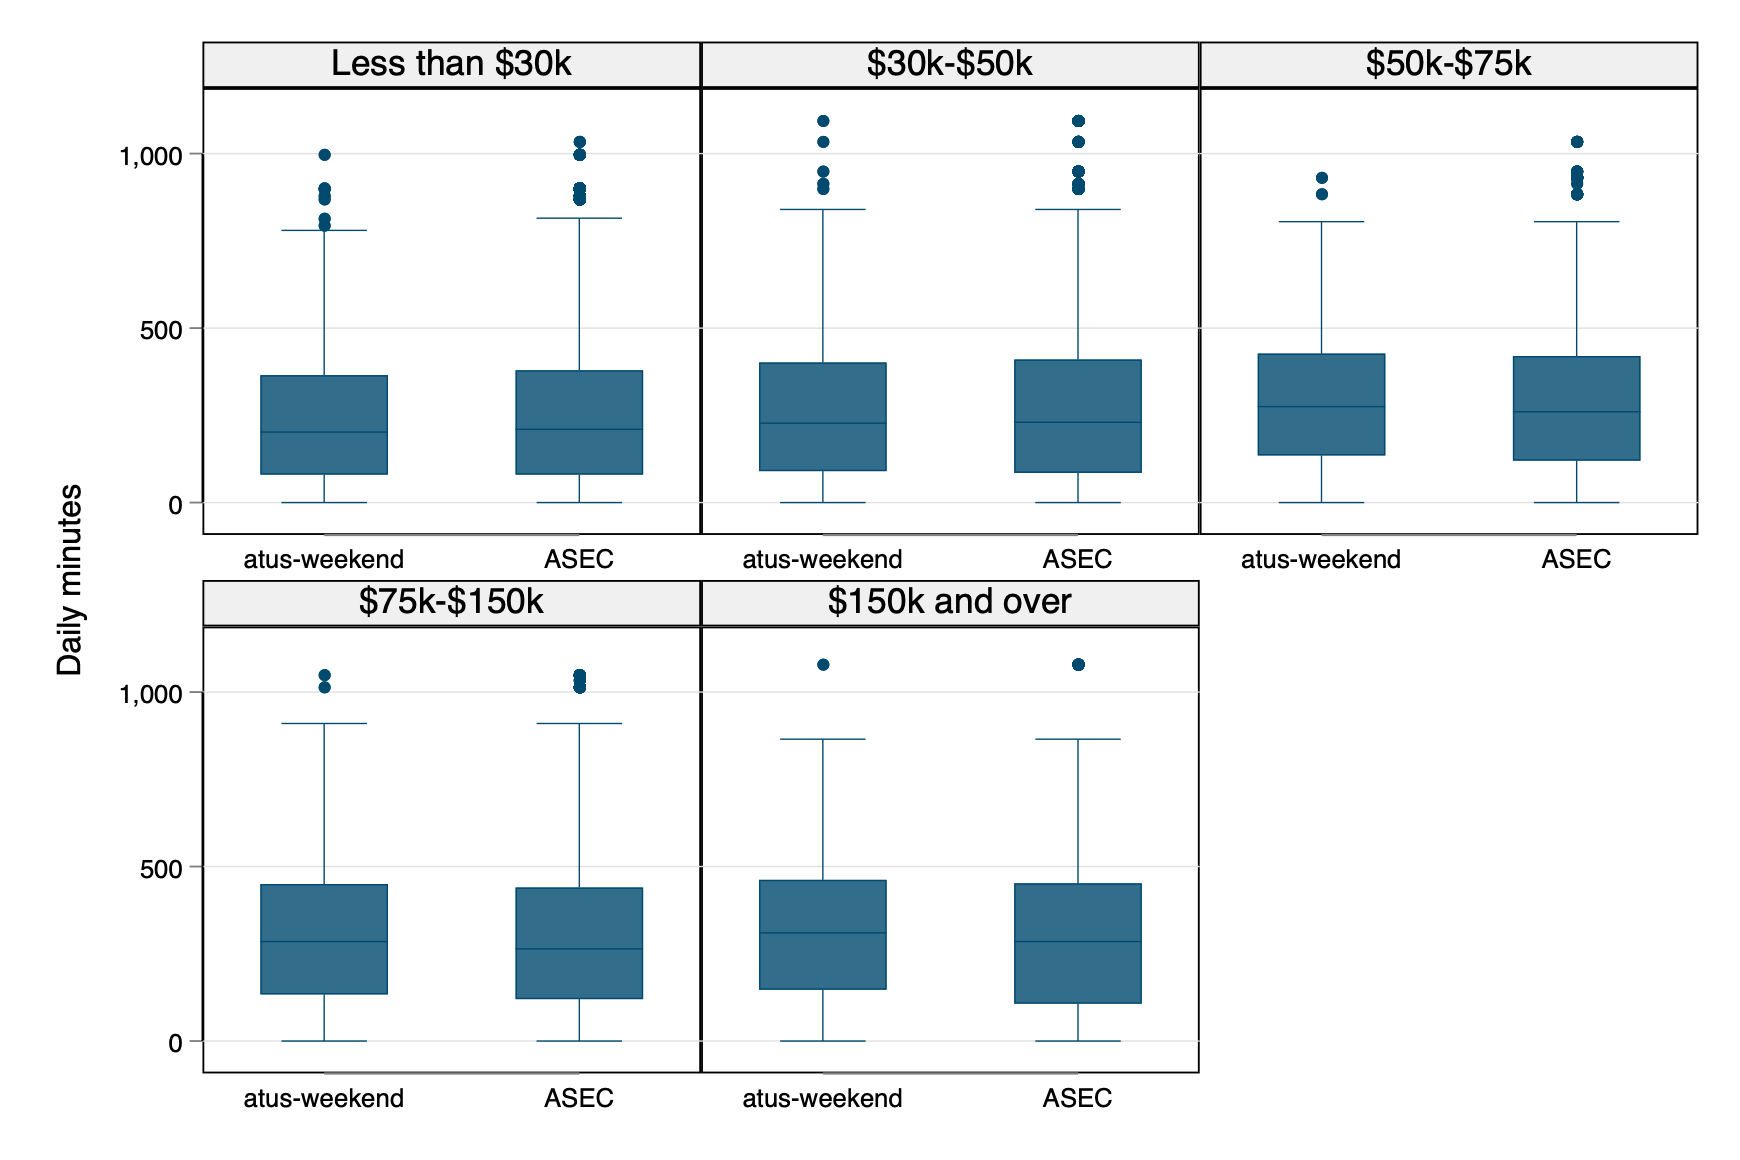 Less than $30k
$30k-$50k
$50k-$75k
1,000
500
0
atus-weekend
ASEC
atus-weekend
ASEC
atus-weekend
ASEC
Daily minutes
$75k-$150k
$150k and over
1,000
500
0
atus-weekend
ASEC
atus-weekend
ASEC